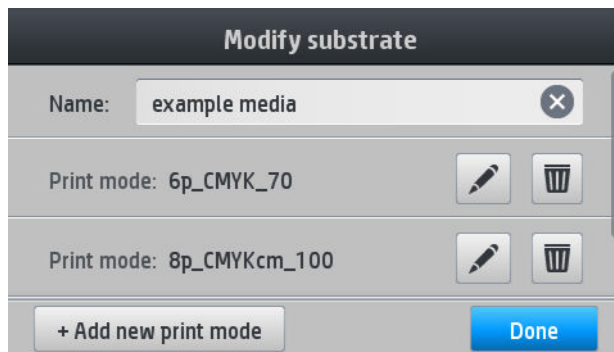 Modify substrate
Name: example media
Print mode: 6p_CMYK_70
Print mode: 8p_CMYKcm_100
+ Add new print mode Done